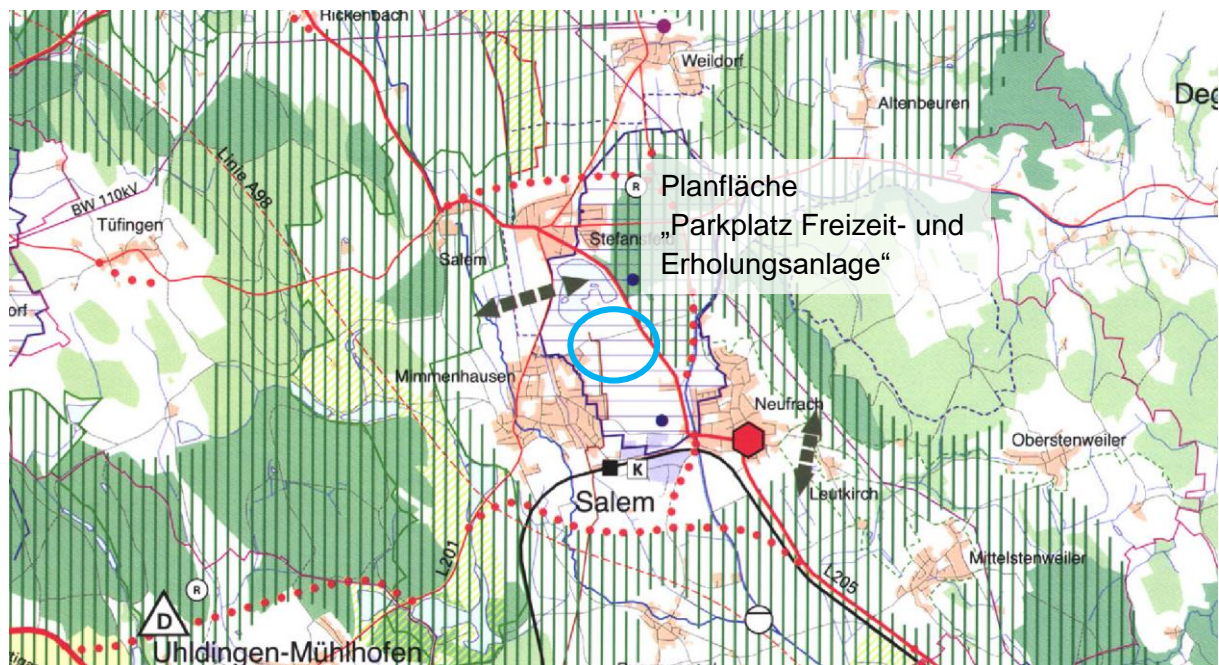 Rickenbach
Weildorf
Altenbeuren
Deg
Linie A98
BW 110kV
Tüfingen
R
Planfläche
„Parkplatz Freizeit- und
Erholungsanlage“
Stefansfeld
Salem
orf
Mimmenhausen
Neufrach
Oberstenweiler
K
Leutkirch
Salem
Mittelstenweiler
L201
L205
R
D
Uhldingen-Mühlhofen